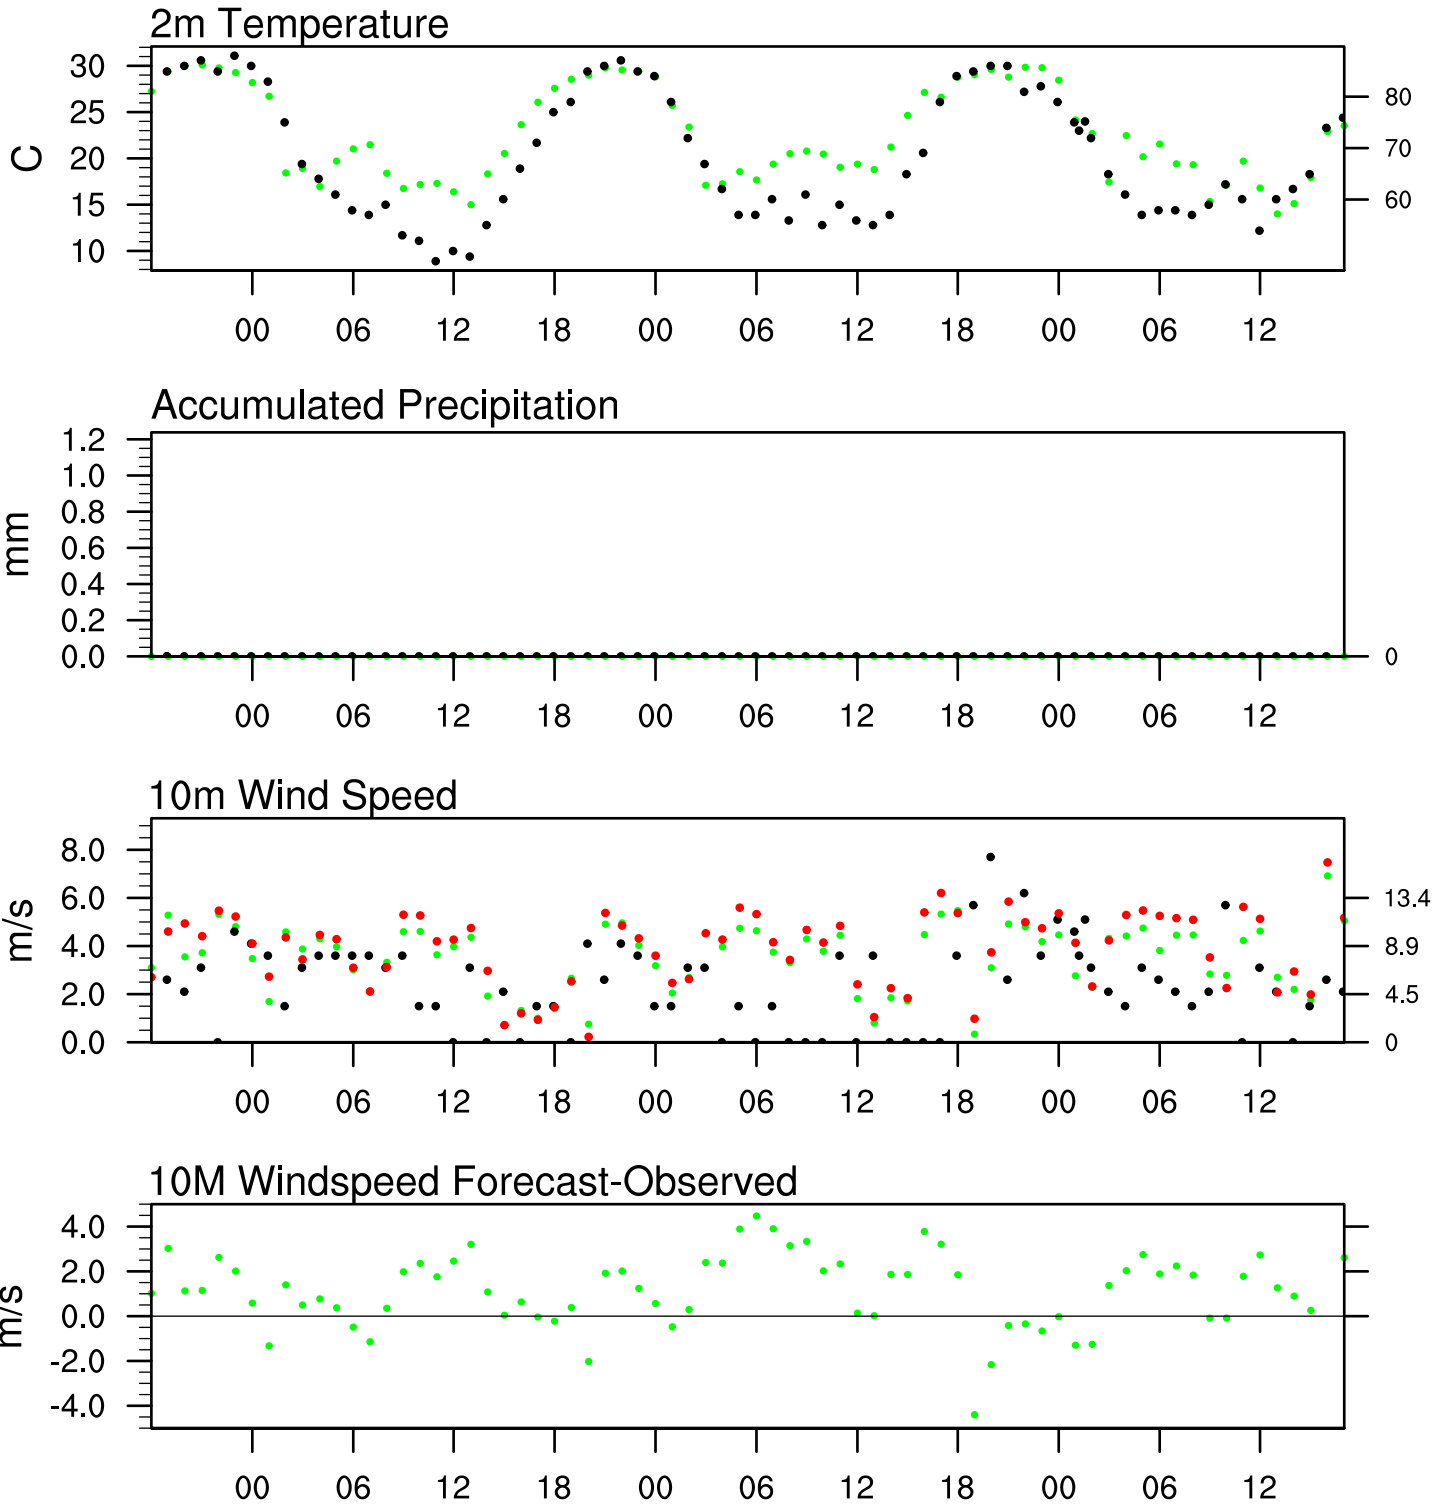 2m Temperature
30
25
20
15
10
C
80
70
60
00 06 12 18 00 06 12 18 00 06 12
Accumulated Precipitation
1.2
1.0
0.8
0.6
0.4
0.2
0.0
mm
0
00 06 12 18 00 06 12 18 00 06 12
10m Wind Speed
8.0
6.0
4.0
2.0
0.0
m/s
13.4
8.9
4.5
0
00 06 12 18 00 06 12 18 00 06 12
10M Windspeed Forecast-Observed
4.0
2.0
0.0
-2.0
-4.0
m/s
00 06 12 18 00 06 12 18 00 06 12